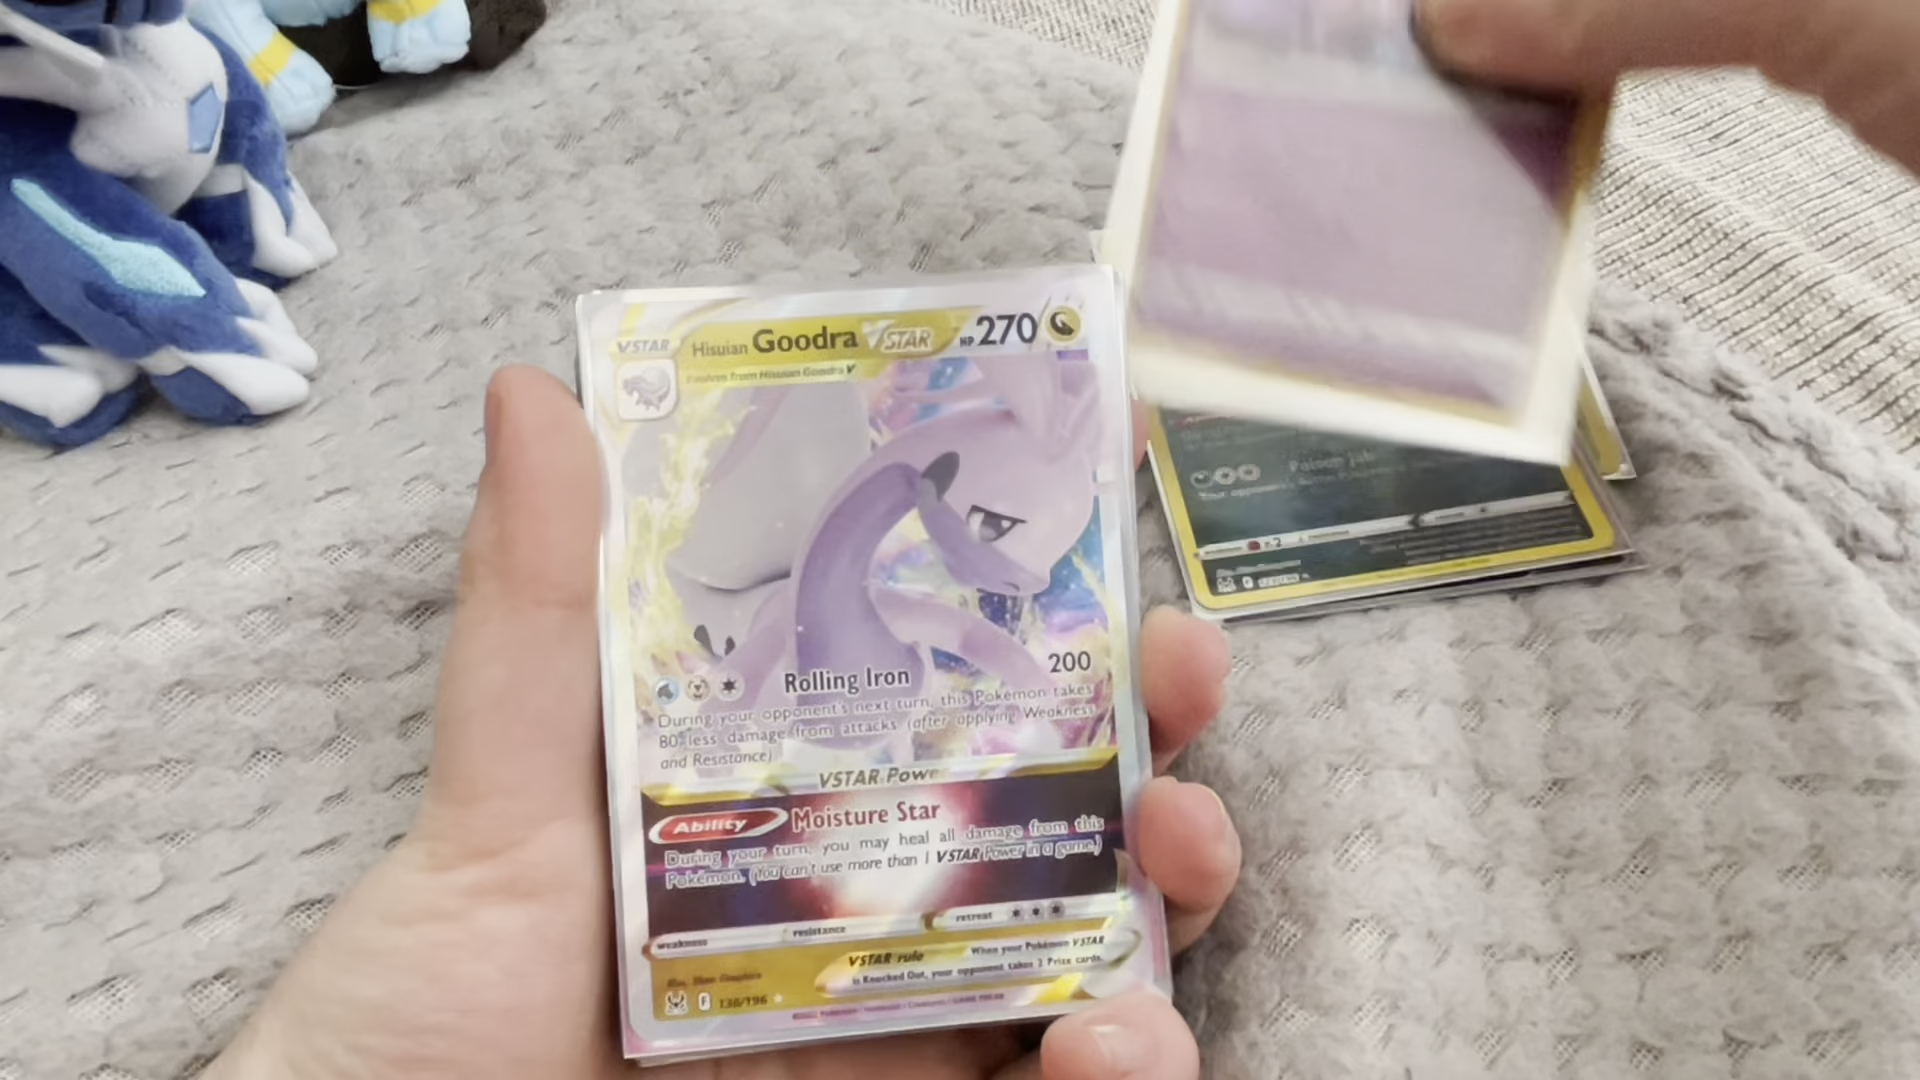 VSTAR Hisuian Goodra VSTAR HP 270
Evolves from Hisuian Goodra V
Rolling Iron 200
During your opponent's next turn, this Pokémon takes
80 less damage from attacks (after applying Weakness
and Resistance).
VSTAR Power
Ability Moisture Star
During your turn, you may heal all damage from this
Pokémon. (You can't use more than 1 VSTAR Power in a game.)
weakness resistance retreat
VSTAR rule When your Pokémon VSTAR
is Knocked Out, your opponent takes 2 Prize cards.
F 136/196
Your opponent's
x2